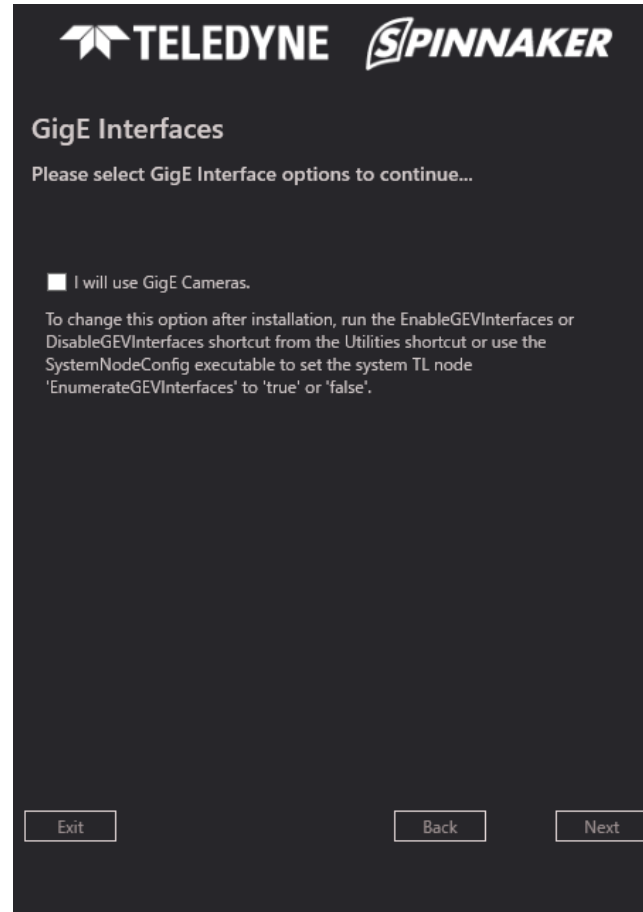 TELEDYNE SPINNAKER
GigE Interfaces
Please select GigE Interface options to continue...
I will use GigE Cameras.
To change this option after installation, run the EnableGEVInterfaces or
DisableGEVInterfaces shortcut from the Utilities shortcut or use the
SystemNodeConfig executable to set the system TL node
'EnumerateGEVInterfaces' to 'true' or 'false'.
Exit Back Next